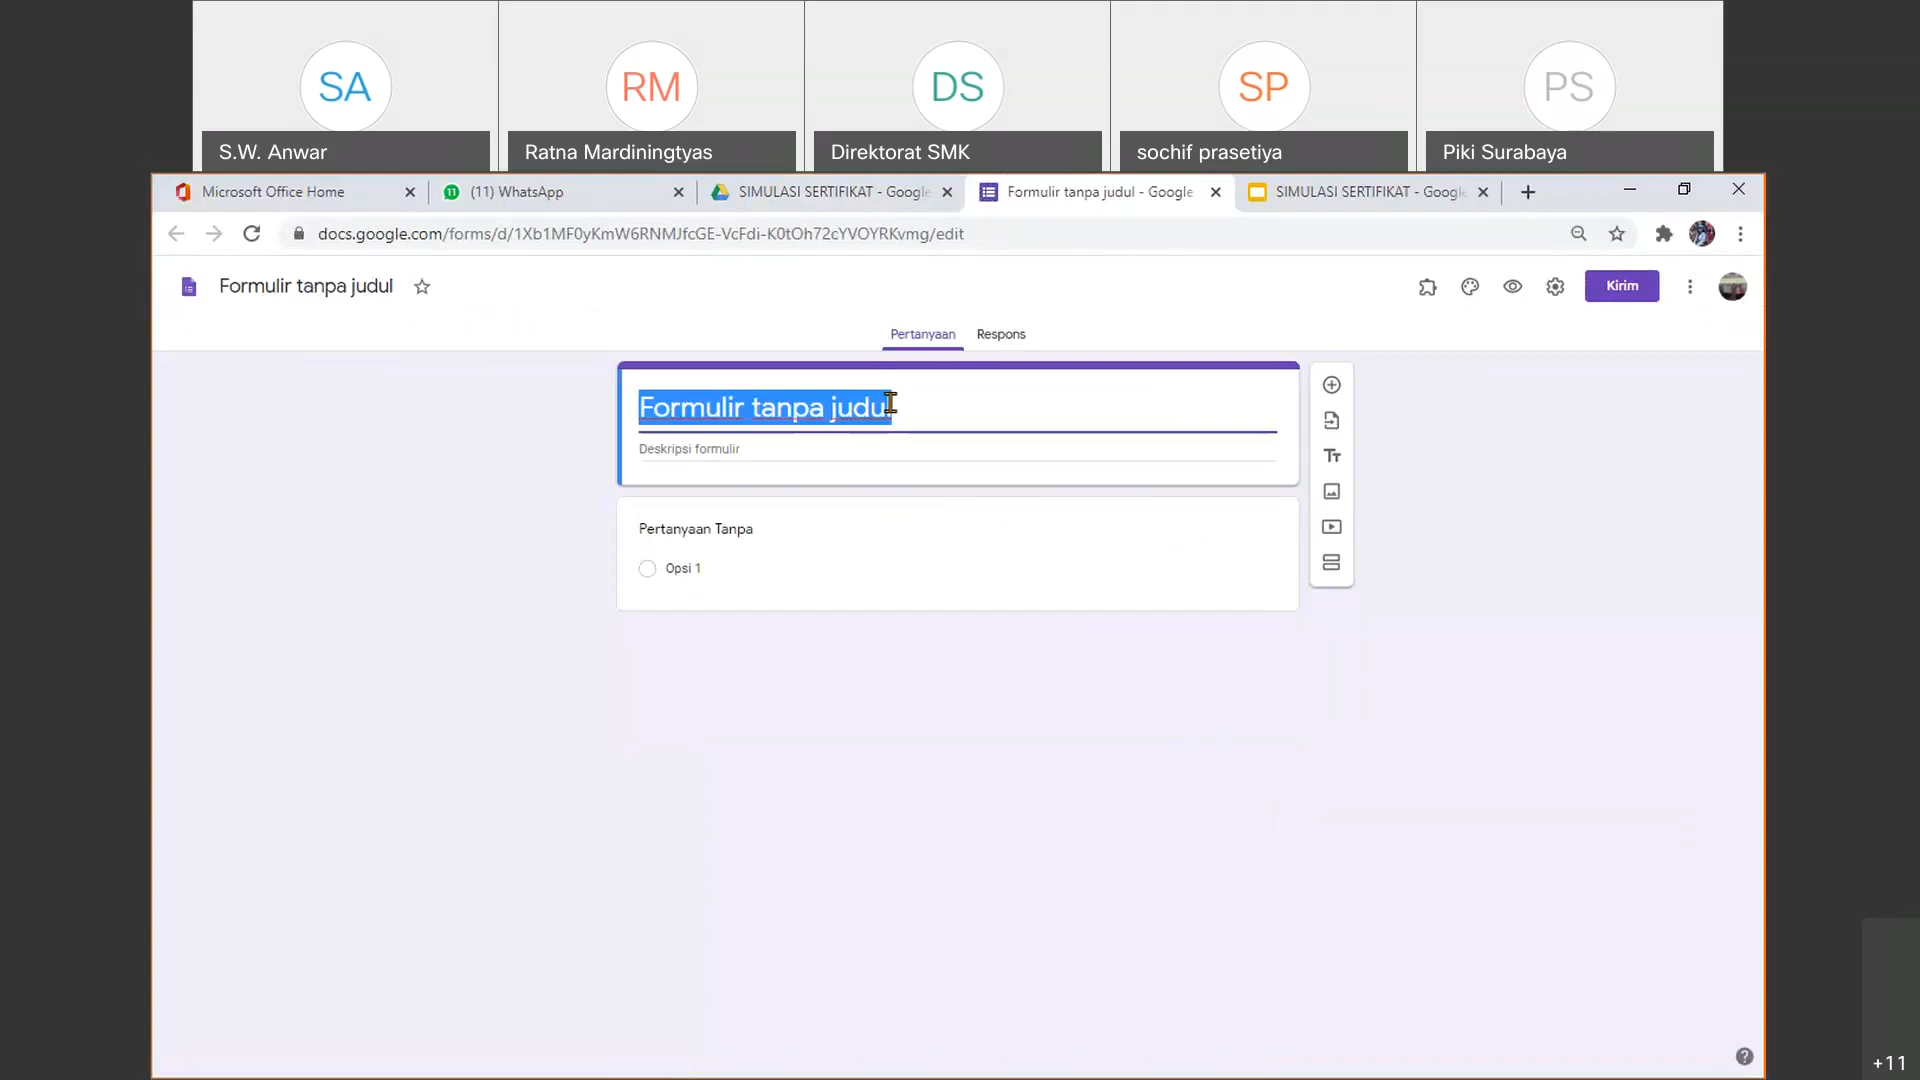 SA
RM
DS
SP
PS
S.W. Anwar
Ratna Mardiningtyas
Direktorat SMK
sochif prasetiya
Piki Surabaya
Microsoft Office Home
(11) WhatsApp
SIMULASI SERTIFIKAT - Google
Formulir tanpa judul - Google
SIMULASI SERTIFIKAT - Google
docs.google.com/forms/d/1Xb1MF0yKmW6RNMJfcGE-VcFdi-K0tOh72cYVOYRKvmg/edit
Formulir tanpa judul
Kirim
Pertanyaan
Respons
Formulir tanpa judul
Deskripsi formulir
Tт
Pertanyaan Tanpa
Opsi 1
+11